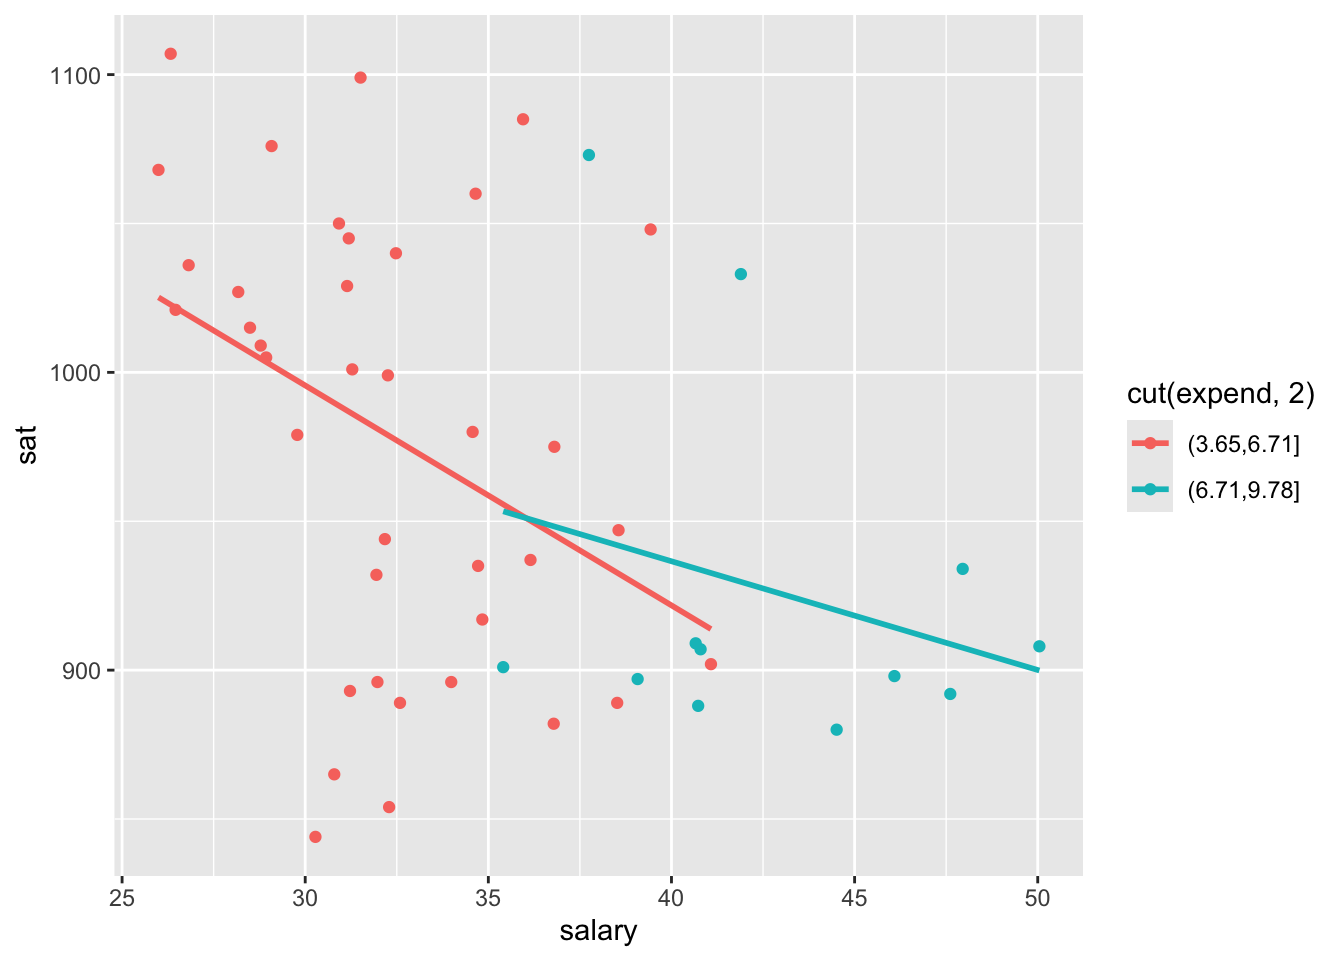 1100
1000
900
sat
25 30 35 40 45 50
salary
cut(expend, 2)
(3.65,6.71]
(6.71,9.78]